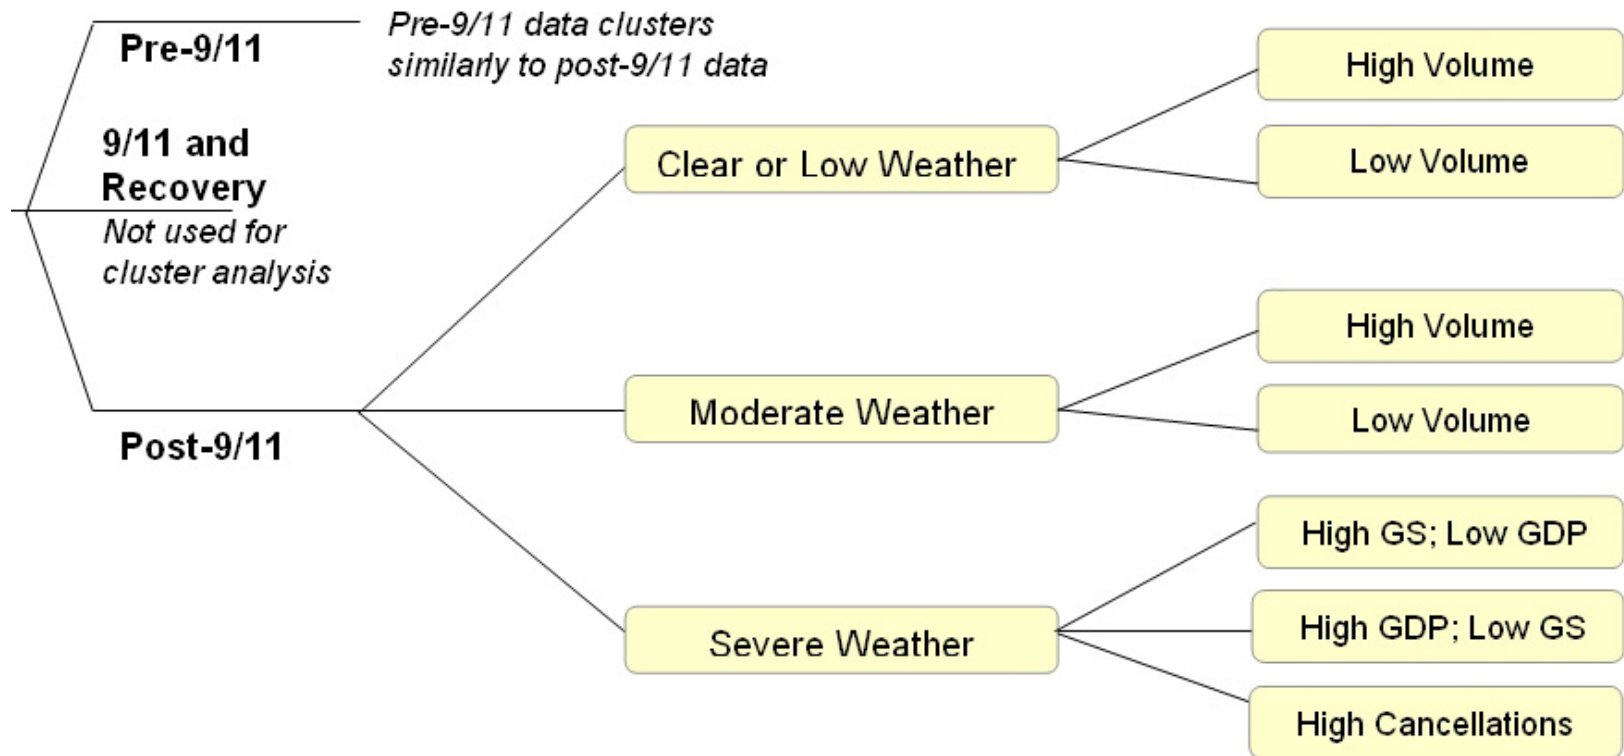 Pre-9/11
Pre-9/11 data clusters
similarly to post-9/11 data
9/11 and
Recovery
Not used for
cluster analysis
Post-9/11
Clear or Low Weather
High Volume
Low Volume
Moderate Weather
High Volume
Low Volume
Severe Weather
High GS; Low GDP
High GDP; Low GS
High Cancellations